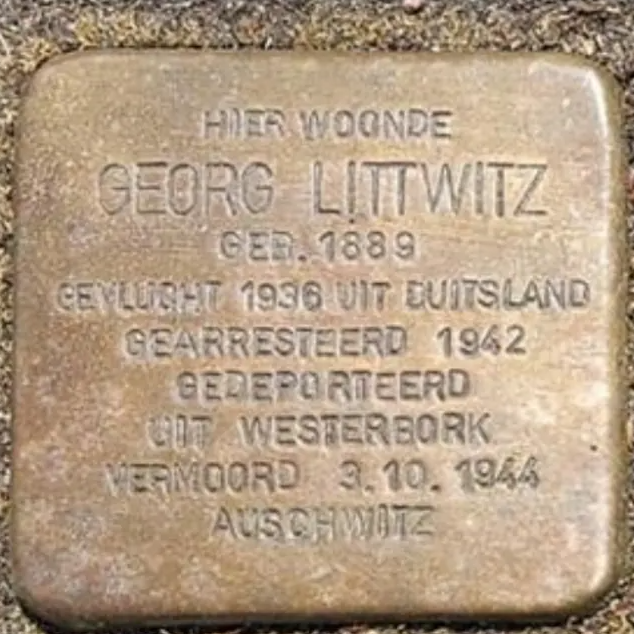 HIER WOONDE
GEORG LITTWITZ
GEB. 1889
GEVLUCHT 1936 UIT DUITSLAND
GEARRESTEERD 1942
GEDEPORTEERD
UIT WESTERBORK
VERMOORD 3.10.1944
AUSCHWITZ